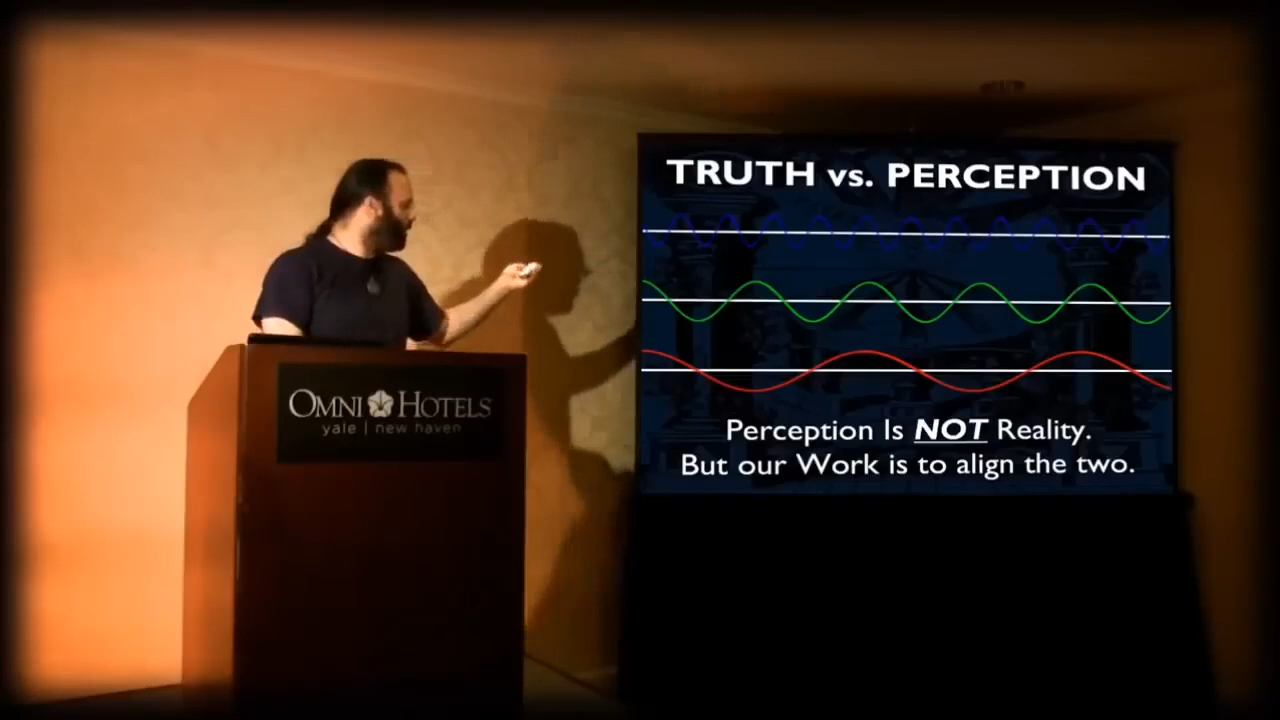 OMNI HOTELS
yale | new haven
TRUTH vs. PERCEPTION
Perception Is NOT Reality.
But our Work is to align the two.